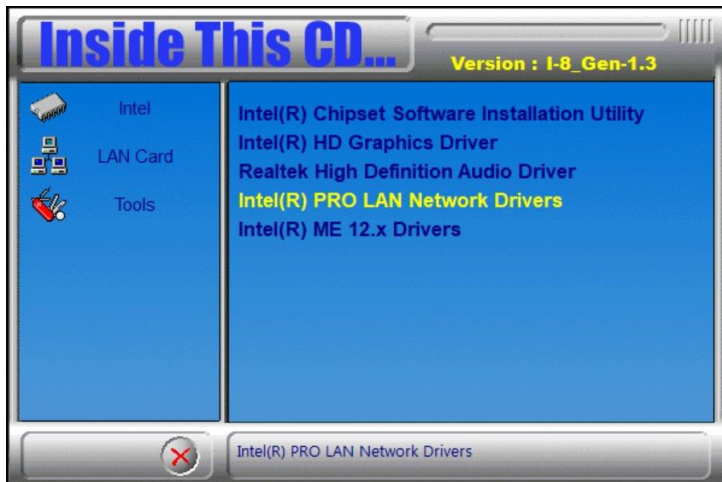 Inside This CD...
Version : I-8_Gen-1.3
Intel
LAN Card
Tools
Intel(R) Chipset Software Installation Utility
Intel(R) HD Graphics Driver
Realtek High Definition Audio Driver
Intel(R) PRO LAN Network Drivers
Intel(R) ME 12.x Drivers
Intel(R) PRO LAN Network Drivers